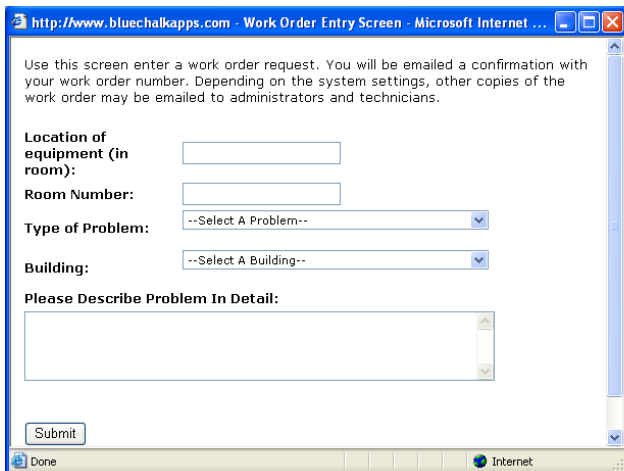 http://www.bluechalkapps.com - Work Order Entry Screen - Microsoft Internet ...
Use this screen enter a work order request. You will be emailed a confirmation with
your work order number. Depending on the system settings, other copies of the
work order may be emailed to administrators and technicians.
Location of
equipment (in
room):
Room Number:
Type of Problem:
--Select A Problem--
Building:
--Select A Building--
Please Describe Problem In Detail:
Submit
Done
Internet